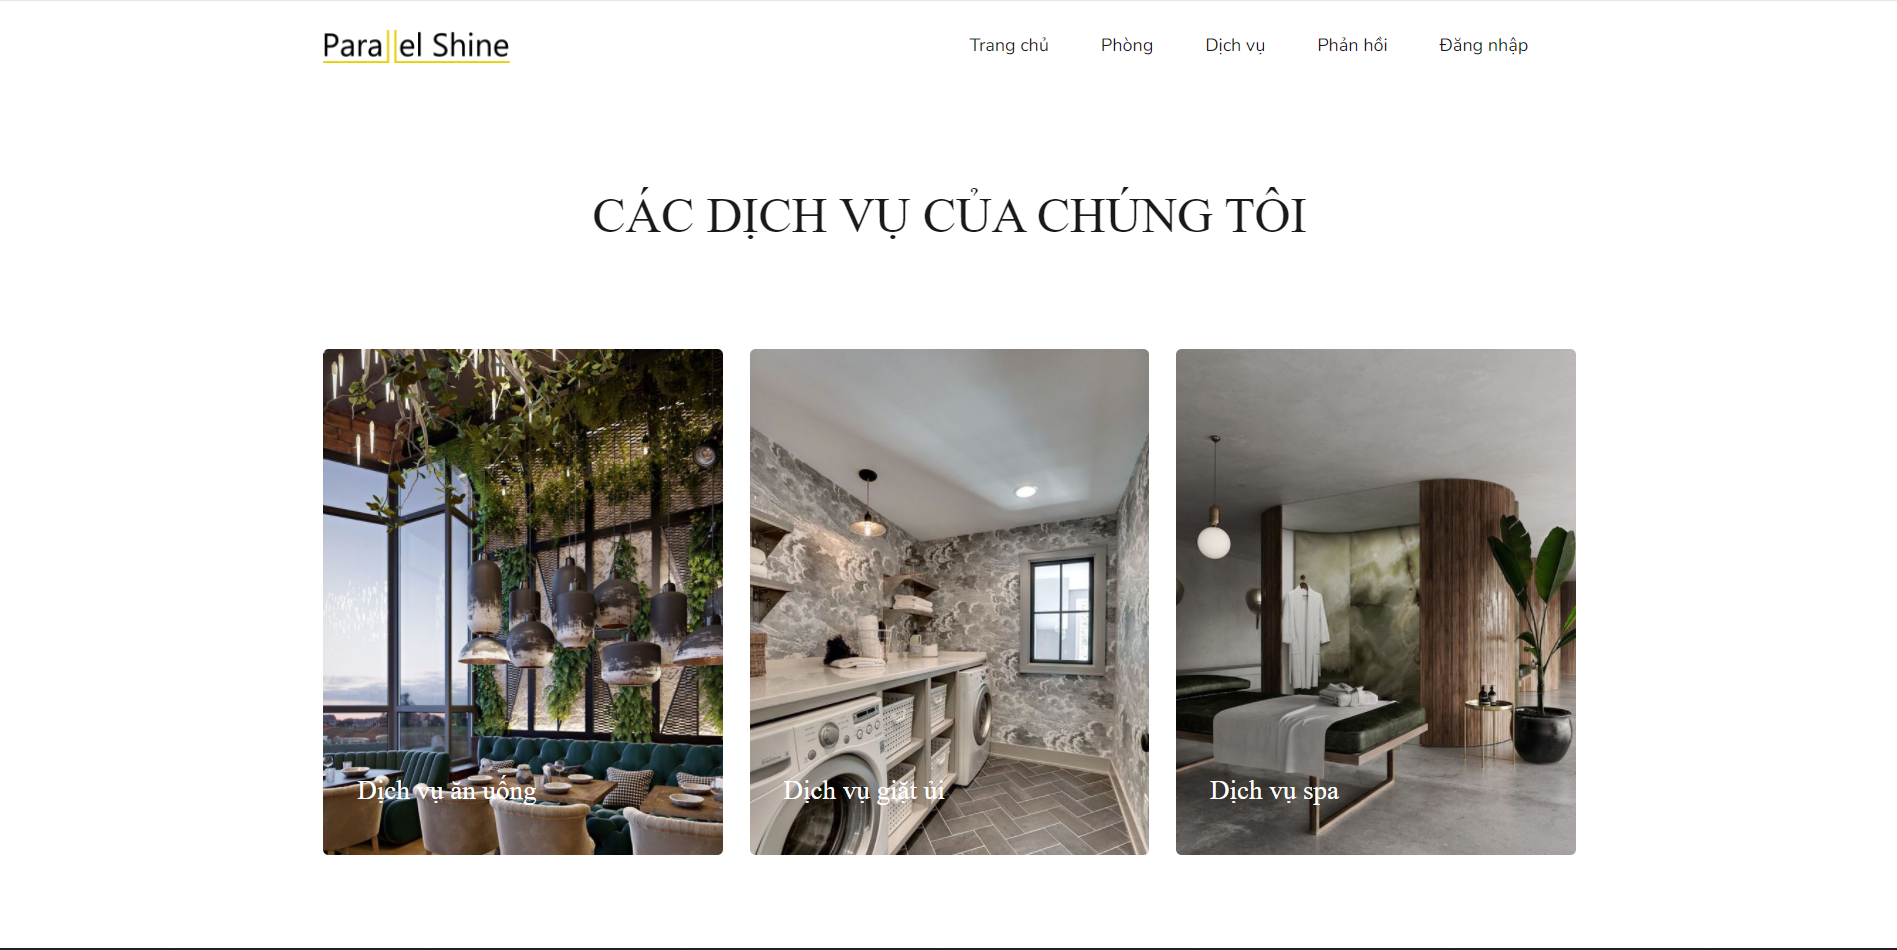 Parallel Shine
Trang chủ Phòng Dịch vụ Phản hồi Đăng nhập
CÁC DỊCH VỤ CỦA CHÚNG TÔI
Dịch vụ ăn uống
Dịch vụ giặt ủi
Dịch vụ spa